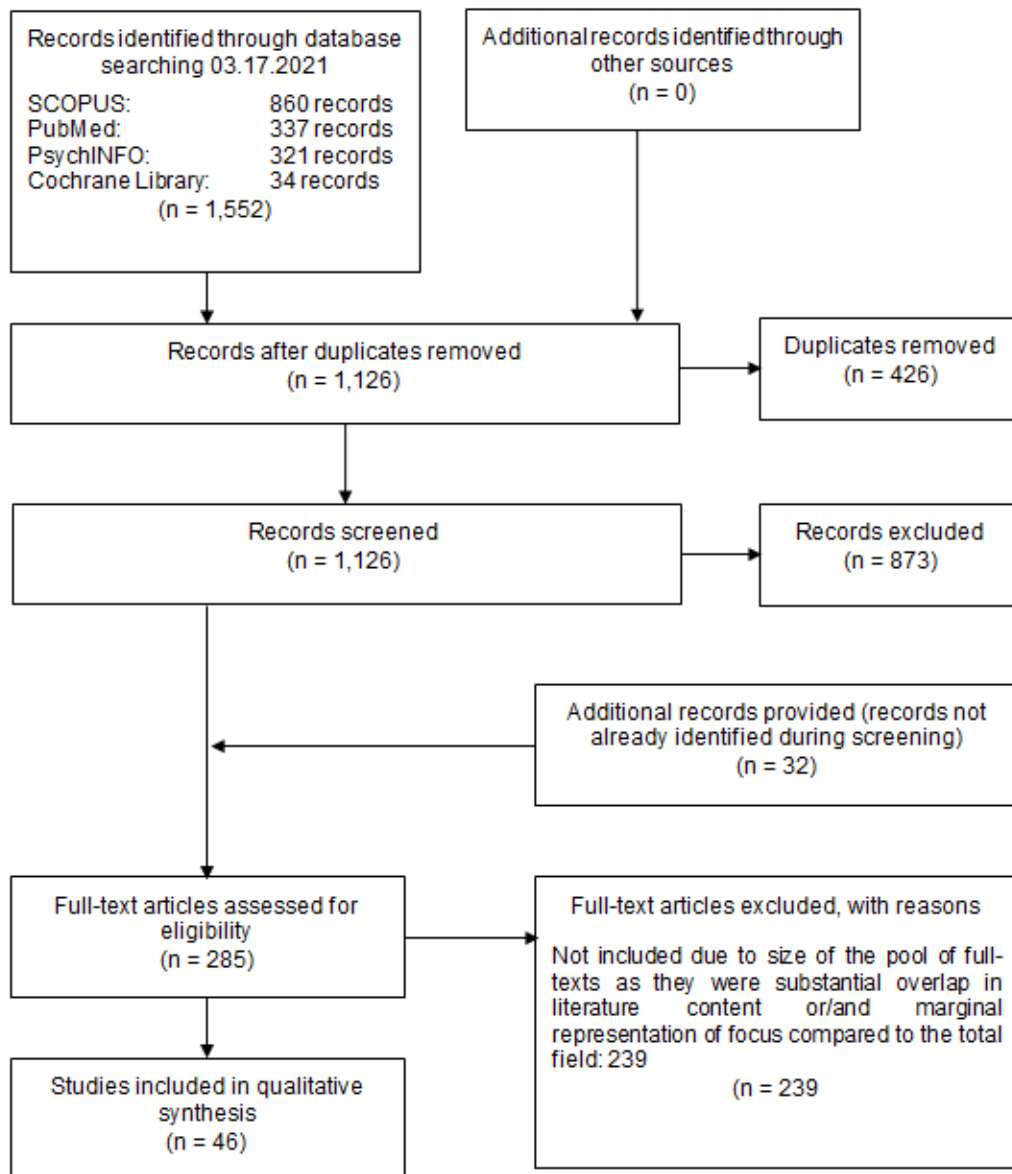 Records identified through database
searching 03.17.2021
SCOPUS: 860 records
PubMed: 337 records
PsychINFO: 321 records
Cochrane Library: 34 records
(n = 1,552)
Additional records identified through
other sources
(n = 0)
Records after duplicates removed
(n = 1,126)
Duplicates removed
(n = 426)
Records screened
(n = 1,126)
Records excluded
(n = 873)
Additional records provided (records not
already identified during screening)
(n = 32)
Full-text articles assessed for
eligibility
(n = 285)
Full-text articles excluded, with reasons
Not included due to size of the pool of full-
texts as they were substantial overlap in
literature content or/and marginal
representation of focus compared to the total
field: 239
(n = 239
Studies included in qualitative
synthesis
(n = 46)